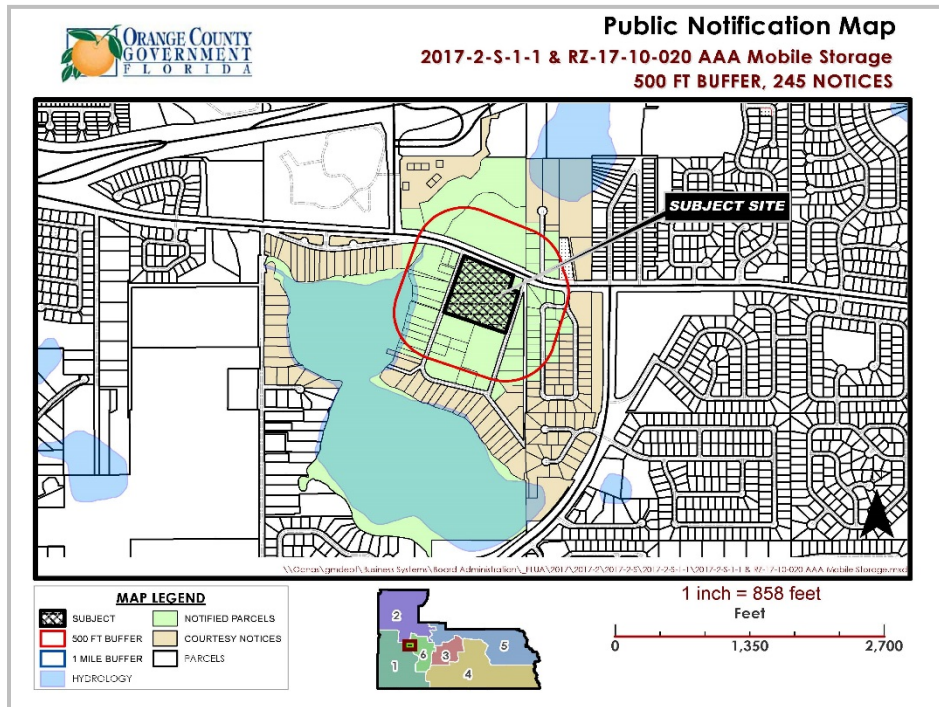 ORANGE COUNTY
GOVERNMENT
FLORIDA
Public Notification Map
2017-2-S-1-1 & RZ-17-10-020 AAA Mobile Storage
500 FT BUFFER, 245 NOTICES
SUBJECT SITE
MAP LEGEND
SUBJECT
500 FT BUFFER
1 MILE BUFFER
HYDROLOGY
NOTIFIED PARCELS
COURTESY NOTICES
PARCELS
2
1
6
3
5
4
1 inch = 858 feet
Feet
0 1,350 2,700